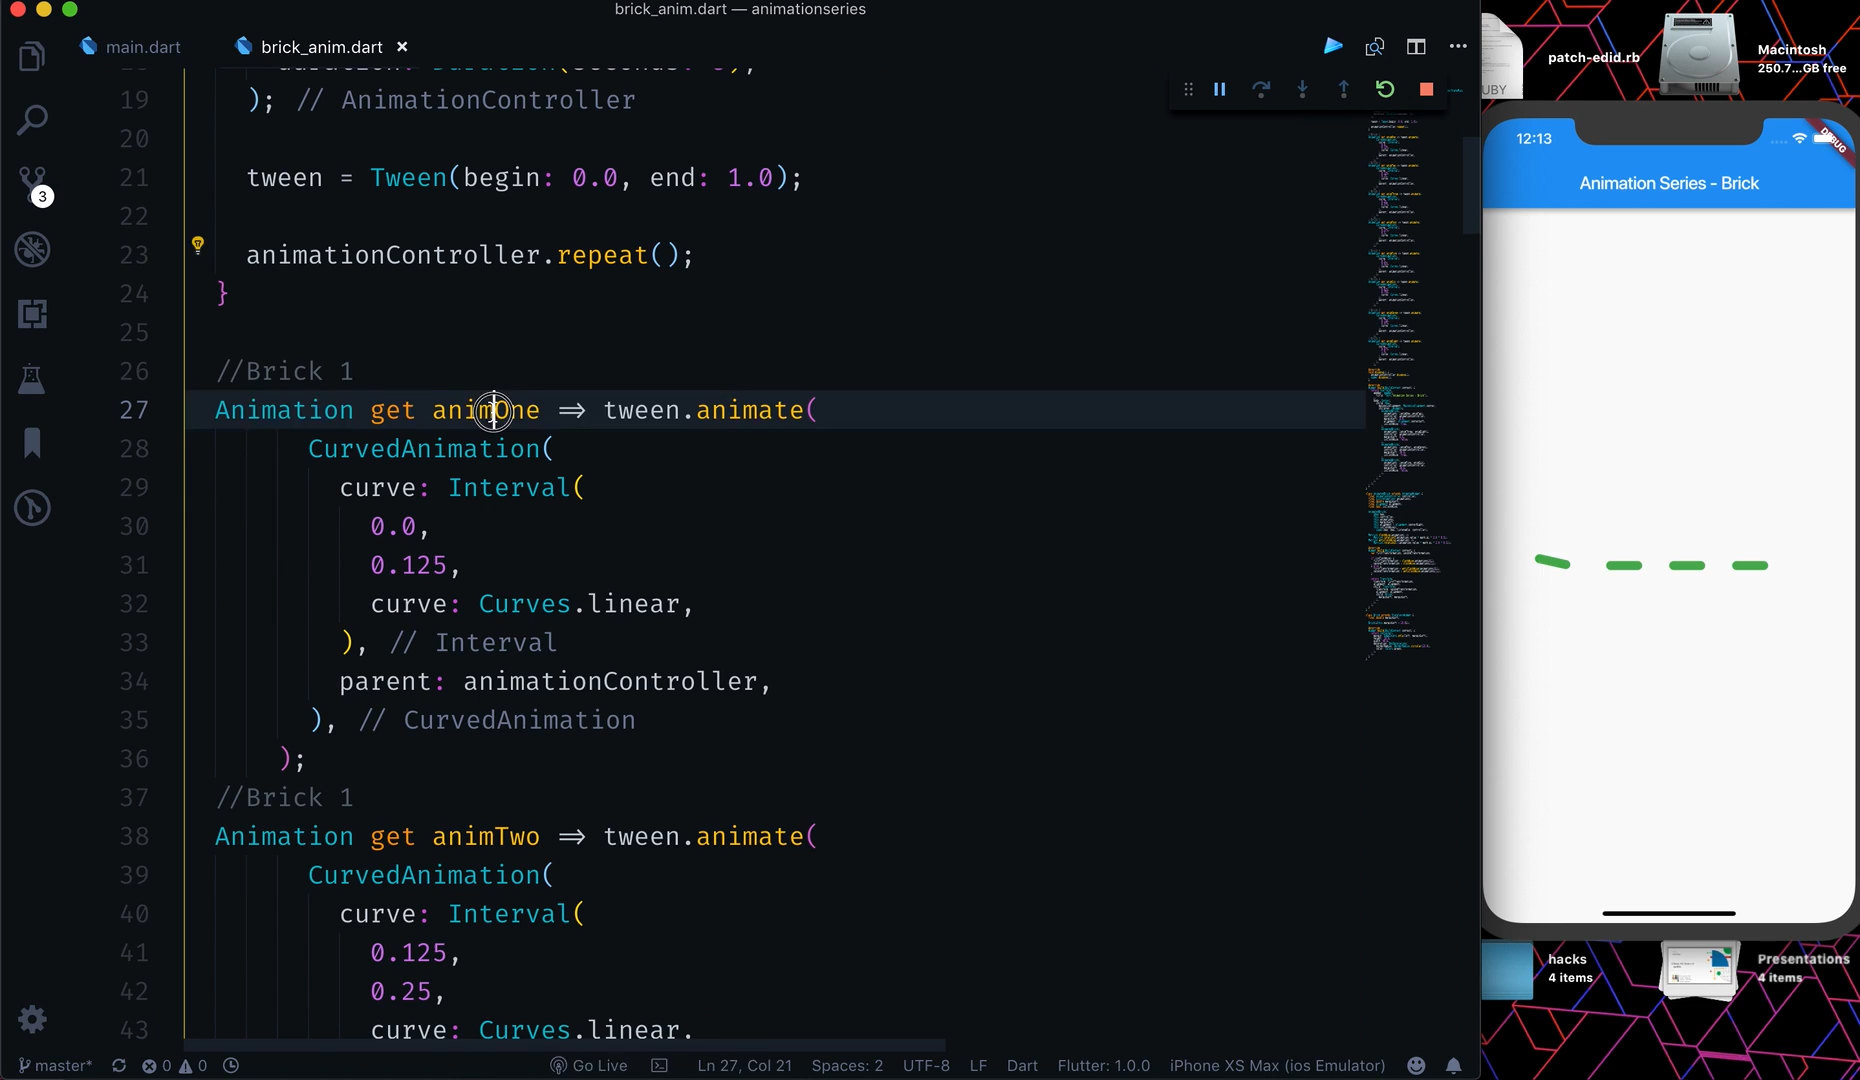 brick_anim.dart — animationseries
main.dart
brick_anim.dart
19 ); // AnimationController
20
21 tween = Tween(begin: 0.0, end: 1.0);
22
23 animationController.repeat();
24 }
25
26 //Brick 1
27 Animation get animOne => tween.animate(
28 CurvedAnimation(
29 curve: Interval(
30 0.0,
31 0.125,
32 curve: Curves.linear,
33 ), // Interval
34 parent: animationController,
35 ), // CurvedAnimation
36 );
37 //Brick 1
38 Animation get animTwo => tween.animate(
39 CurvedAnimation(
40 curve: Interval(
41 0.125,
42 0.25,
43 curve: Curves.linear,
3
master* 0 0 Go Live Ln 27, Col 21 Spaces: 2 UTF-8 LF Dart Flutter: 1.0.0 iPhone XS Max (ios Emulator)
patch-edid.rb
UBY
Macintosh
250.7...GB free
12:13
DEBUG
Animation Series - Brick
hacks
4 items
Presentations
4 items